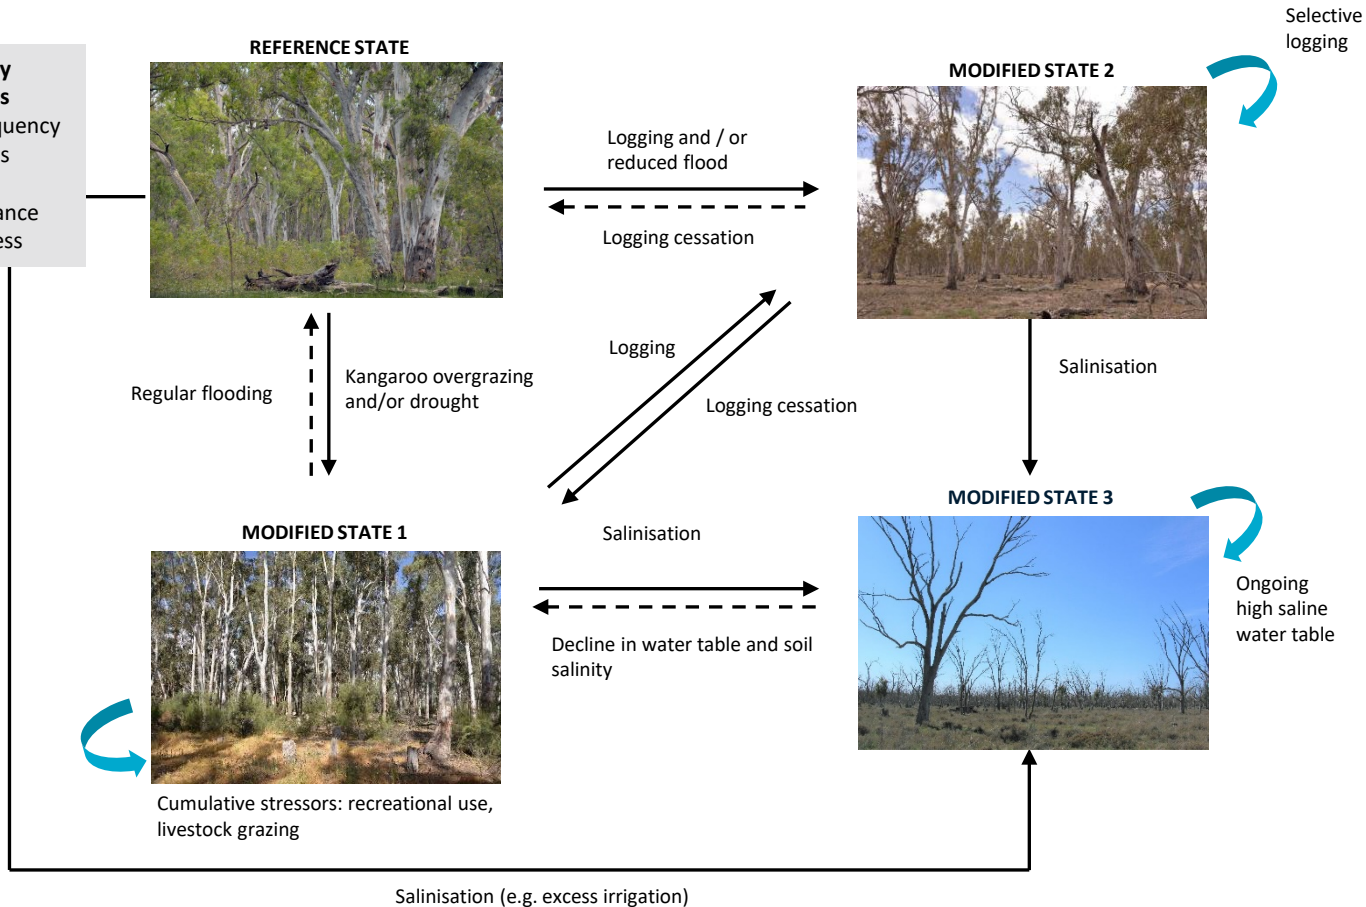 Selective
logging
REFERENCE STATE
MODIFIED STATE 2
Logging and / or
reduced flood
Logging cessation
Regular flooding
Kangaroo overgrazing
and/or drought
Logging
Logging cessation
Salinisation
MODIFIED STATE 1
MODIFIED STATE 3
Salinisation
Decline in water table and soil
salinity
Ongoing
high saline
water table
Cumulative stressors: recreational use,
livestock grazing
Salinisation (e.g. excess irrigation)